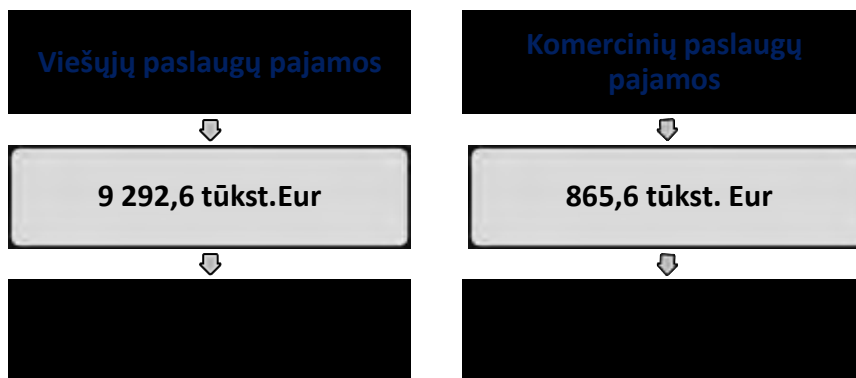 Viešųjų paslaugų pajamos
Komercinių paslaugų
pajamos
9 292,6 tūkst.Eur
865,6 tūkst. Eur